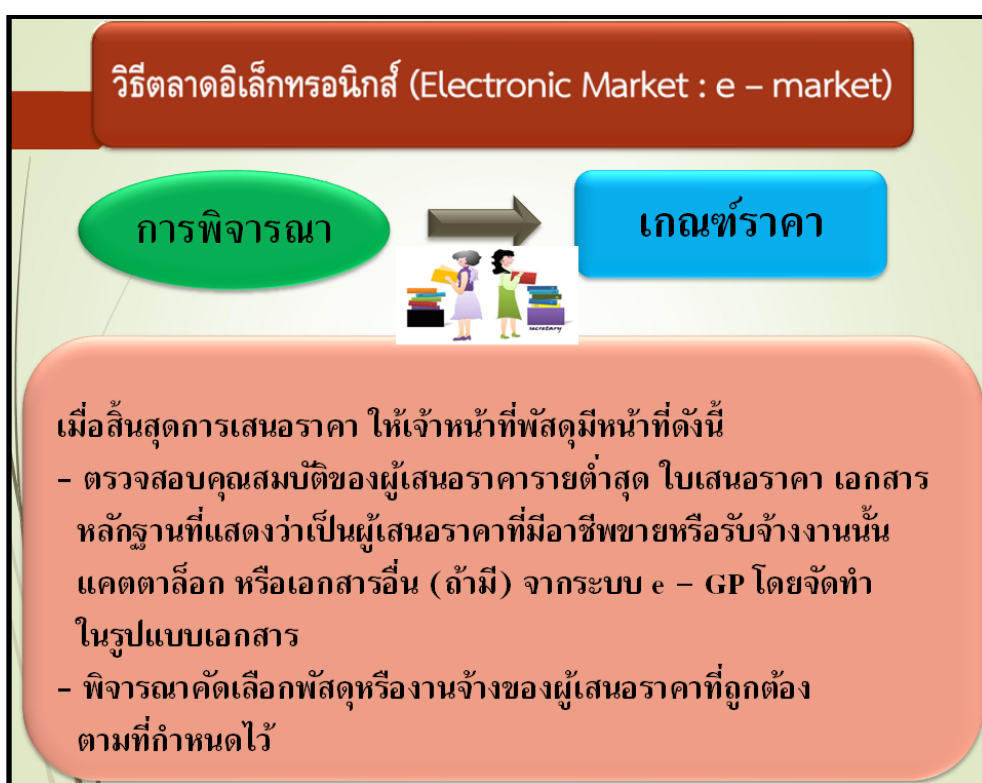 วิธีตลาดอิเล็กทรอนิกส์ (Electronic Market : e – market)
การพิจารณา
เกณฑ์ราคา
secretary
เมื่อสิ้นสุดการเสนอราคา ให้เจ้าหน้าที่พัสดุมีหน้าที่ดังนี้
- ตรวจสอบคุณสมบัติของผู้เสนอราคารายต่ำสุด ใบเสนอราคา เอกสาร
หลักฐานที่แสดงว่าเป็นผู้เสนอราคาที่มีอาชีพขายหรือรับจ้างงานนั้น
แคตตาล็อก หรือเอกสารอื่น (ถ้ามี) จากระบบ e – GP โดยจัดทำ
ในรูปแบบเอกสาร
- พิจารณาคัดเลือกพัสดุหรืองานจ้างของผู้เสนอราคาที่ถูกต้อง
ตามที่กำหนดไว้